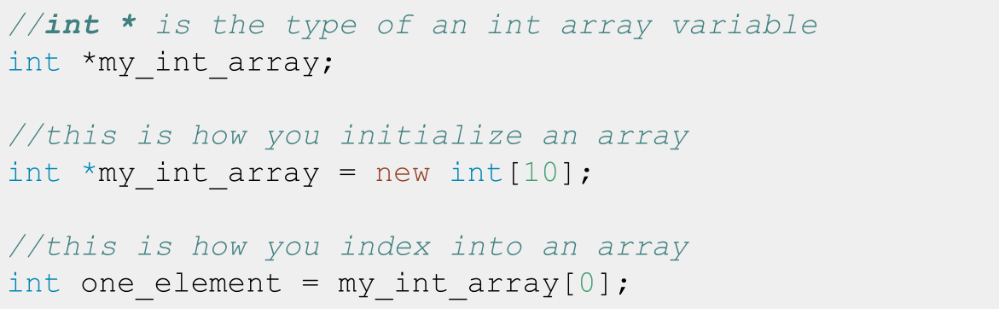 //int * is the type of an int array variable
int *my_int_array;
//this is how you initialize an array
int *my_int_array = new int[10];
//this is how you index into an array
int one_element = my_int_array[0];